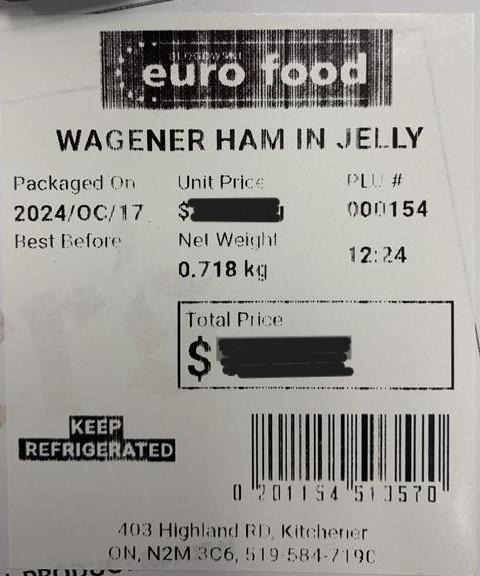 euro food
WAGENER HAM IN JELLY
Packaged On
Unit Price
PLU #
2024/OC/17
$
000154
Best Before
Net Weight
12:24
0.718 kg
Total Price
$
KEEP
REFRIGERATED
0 201154 513570
403 Highland RD, Kitchener
ON, N2M 3C6, 519-584-7190